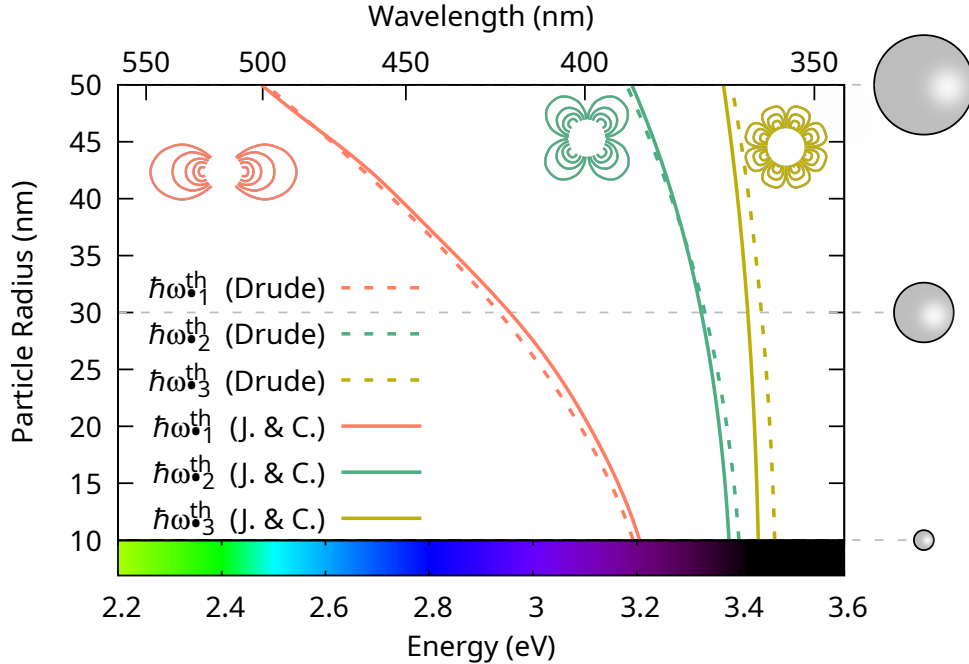 Wavelength (nm)
550 500 450 400 350
50
45
40
35
30
25
20
15
10
Particle Radius (nm)
ħω•1th (Drude)
ħω•2th (Drude)
ħω•3th (Drude)
ħω•1th (J. & C.)
ħω•2th (J. & C.)
ħω•3th (J. & C.)
2.2 2.4 2.6 2.8 3 3.2 3.4 3.6
Energy (eV)